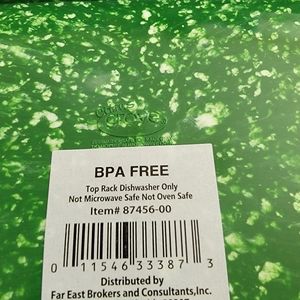 BPA FREE
Top Rack Dishwasher Only
Not Microwave Safe Not Oven Safe
Item# 87456-00
0 11546 33387 3
Distributed by
Far East Brokers and Consultants,Inc.